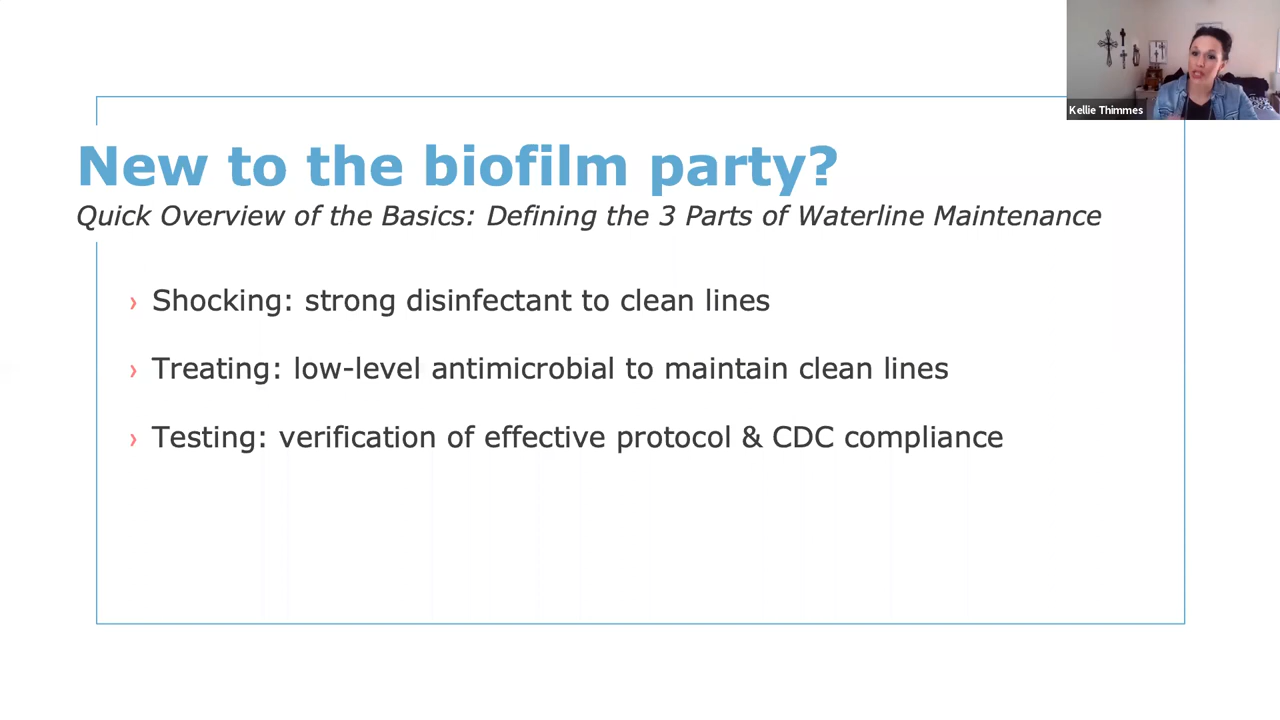 Kellie Thimmes
New to the biofilm party?
Quick Overview of the Basics: Defining the 3 Parts of Waterline Maintenance
› Shocking: strong disinfectant to clean lines
› Treating: low-level antimicrobial to maintain clean lines
› Testing: verification of effective protocol & CDC compliance